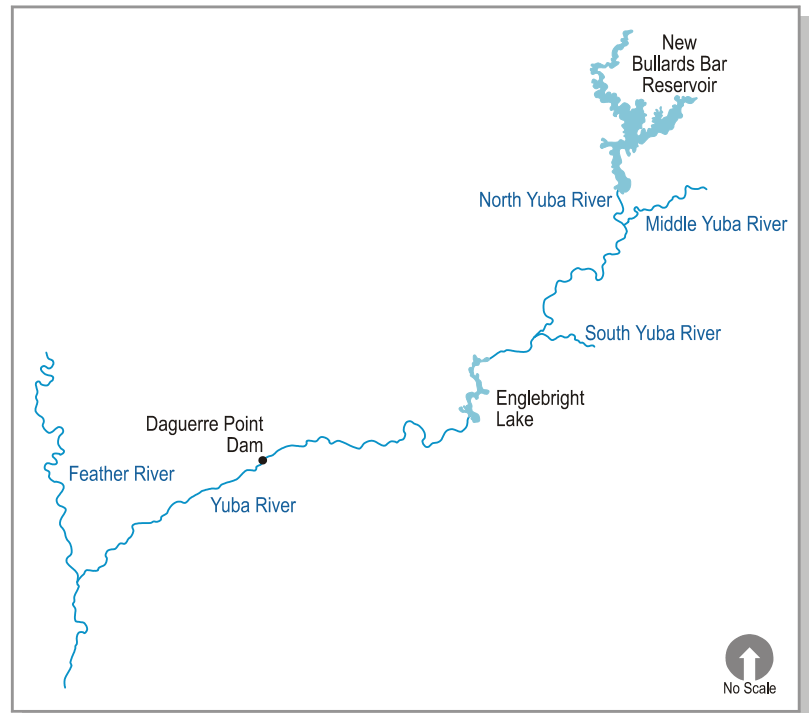 New
Bullards Bar
Reservoir
North Yuba River
Middle Yuba River
South Yuba River
Englebright
Lake
Daguerre Point
Dam
Feather River
Yuba River
No Scale